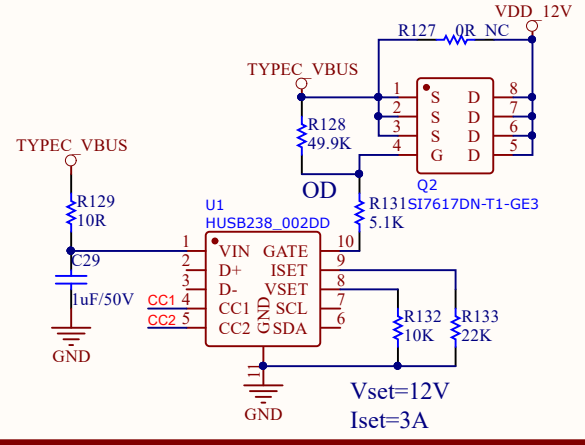 VDD_12V
R127 0R NC
TYPEC_VBUS
1 S D 8
2 S D 7
3 S D 6
4 G D 5
R128
49.9K
TYPEC_VBUS
OD
Q2
SI7617DN-T1-GE3
R129
10R
R131
5.1K
U1
HUSB238_002DD
1 VIN GATE 10
2 D+ ISET 9
3 D- VSET 8
CC1 4 CC1 SCL 7
CC2 5 CC2 SDA 6
GND
11
C29
1uF/50V
R132
10K
R133
22K
GND
GND
Vset=12V
Iset=3A